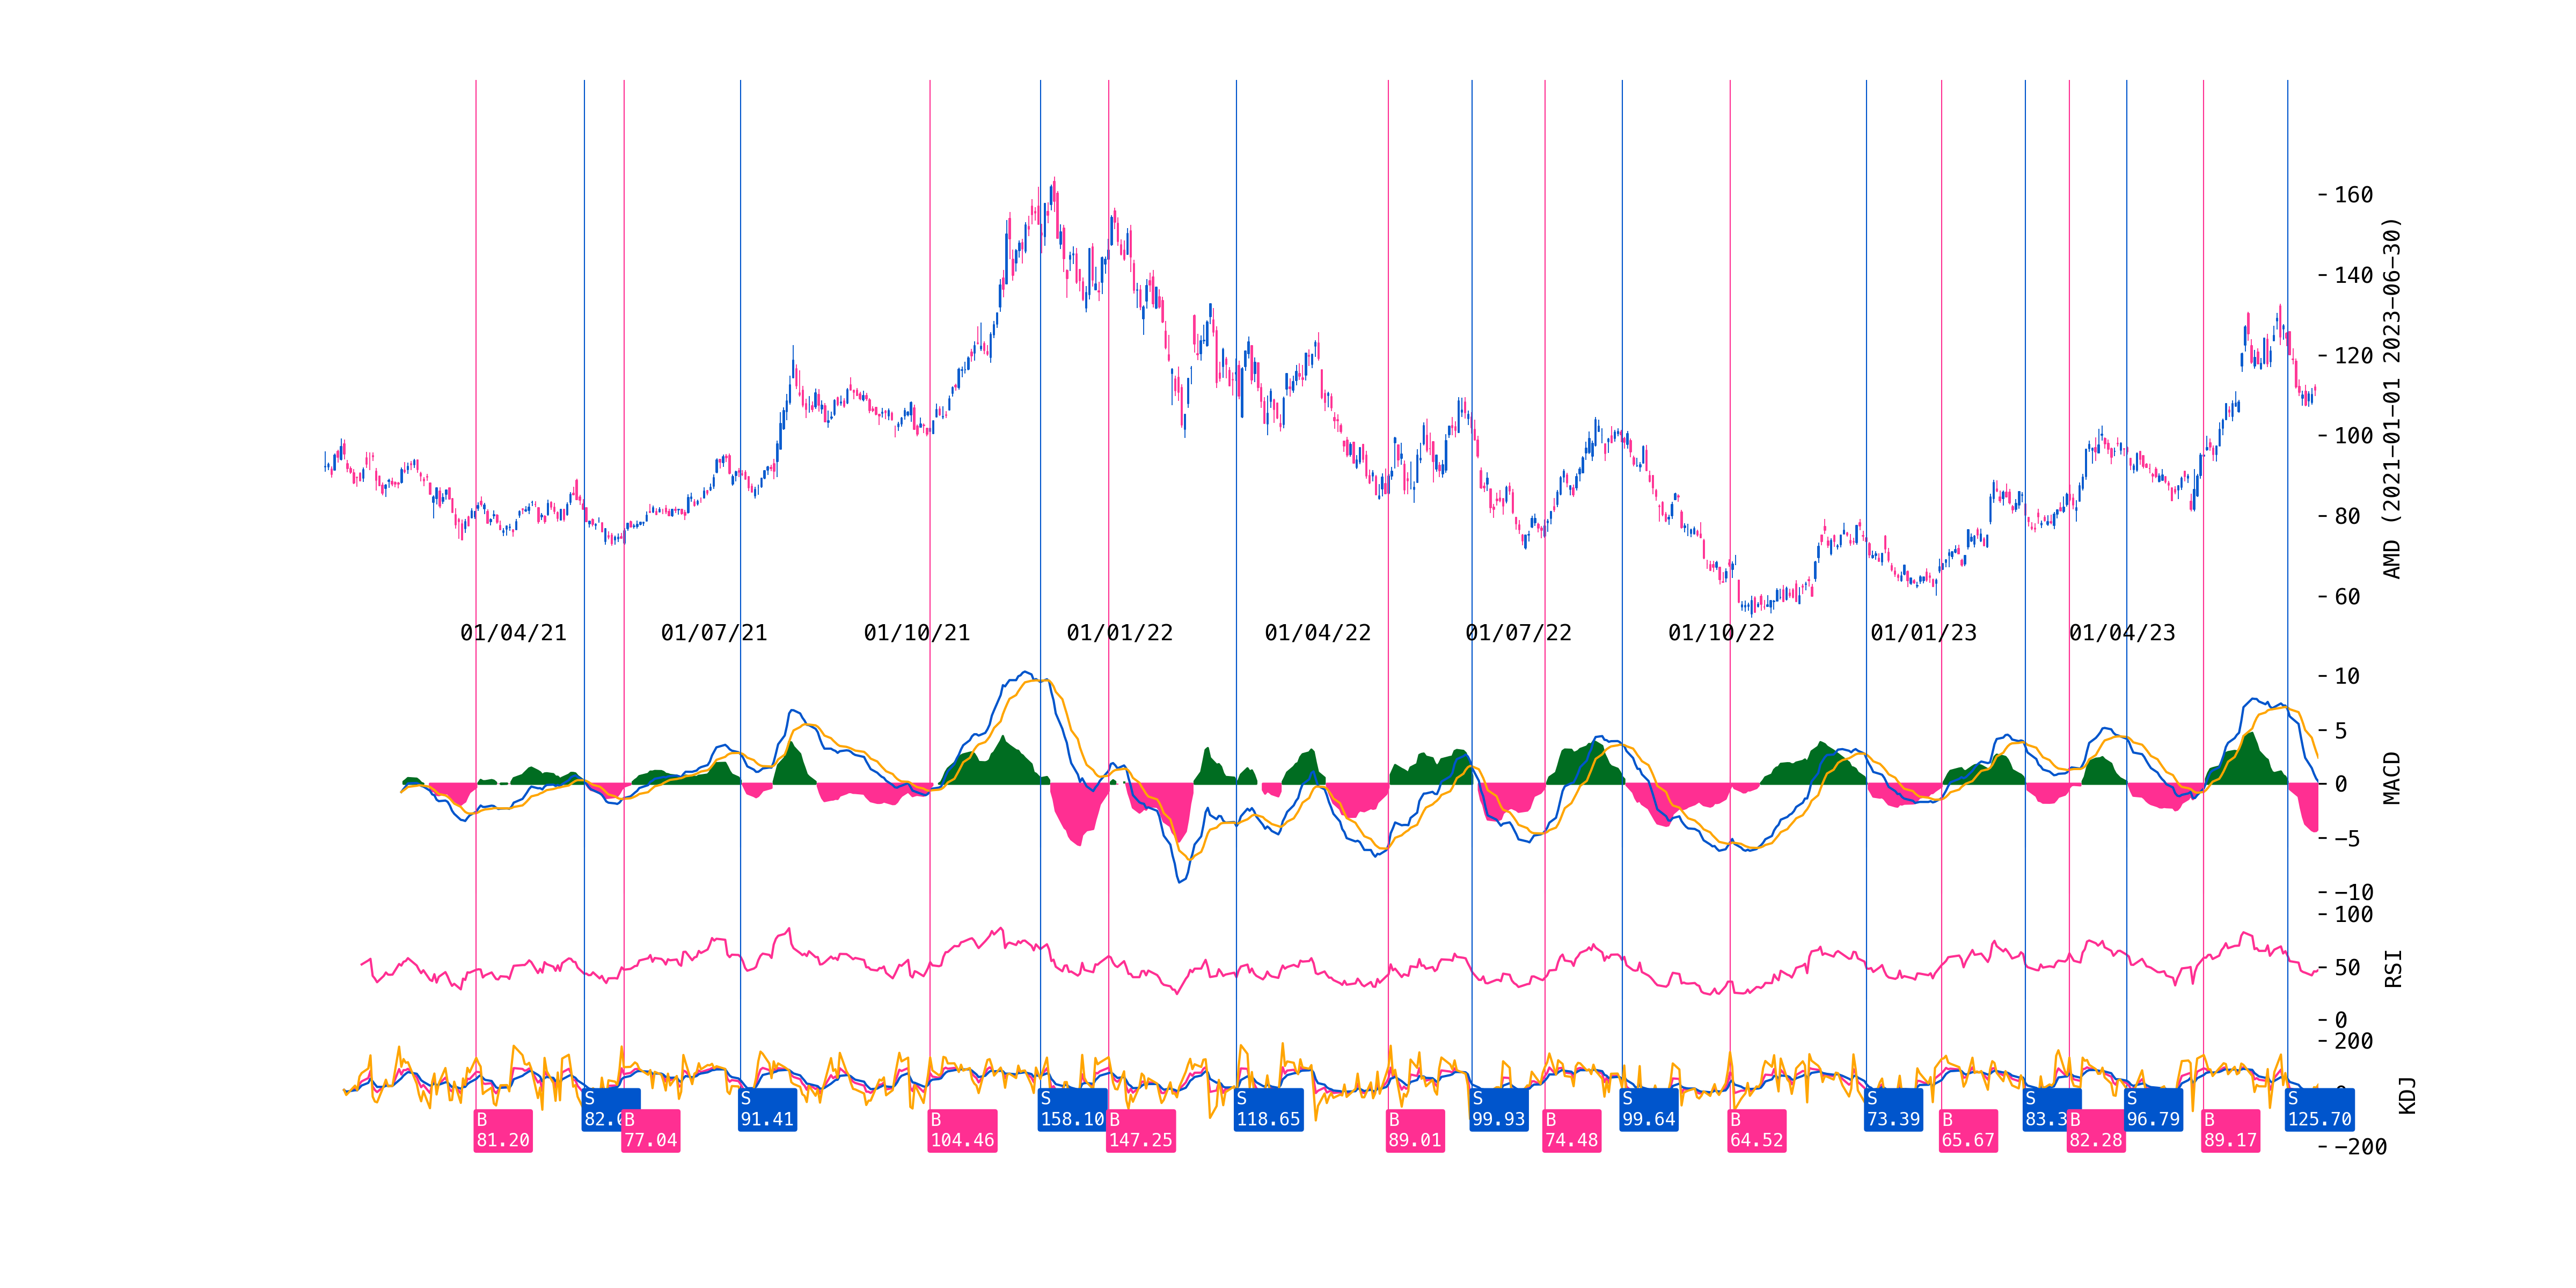 160
140
120
100
80
60
AMD (2021−01−01 2023−06−30)
01/04/21
01/07/21
01/10/21
01/01/22
01/04/22
01/07/22
01/10/22
01/01/23
01/04/23
10
5
0
−5
−10
MACD
100
50
0
RSI
200
−200
KDJ
B
81.20
S
B
77.04
S
91.41
B
104.46
S
158.10
B
147.25
S
118.65
B
89.01
S
99.93
B
74.48
S
99.64
B
64.52
S
73.39
B
65.67
S
83.3
B
82.28
S
96.79
B
89.17
S
125.70